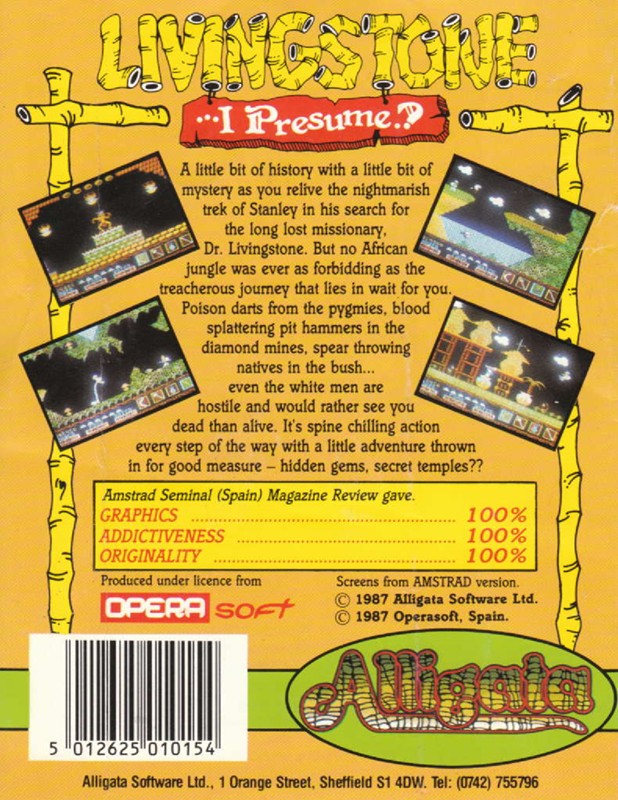 LIVINGSTONE
...I Presume.?
A little bit of history with a little bit of
mystery as you relive the nightmarish
trek of Stanley in his search for
the long lost missionary,
Dr. Livingstone. But no African
jungle was ever as forbidding as the
treacherous journey that lies in wait for you.
Poison darts from the pygmies, blood
splattering pit hammers in the
diamond mines, spear throwing
natives in the bush...
even the white men are
hostile and would rather see you
dead than alive. It's spine chilling action
every step of the way with a little adventure thrown
in for good measure – hidden gems, secret temples??
Amstrad Seminal (Spain) Magazine Review gave.
GRAPHICS ........................................ 100%
ADDICTIVENESS ........................................ 100%
ORIGINALITY ........................................ 100%
Produced under licence from
OPERA SOFT
Screens from AMSTRAD version.
© 1987 Alligata Software Ltd.
© 1987 Operasoft, Spain.
Alligata
5 012625 010154
Alligata Software Ltd., 1 Orange Street, Sheffield S1 4DW. Tel: (0742) 755796